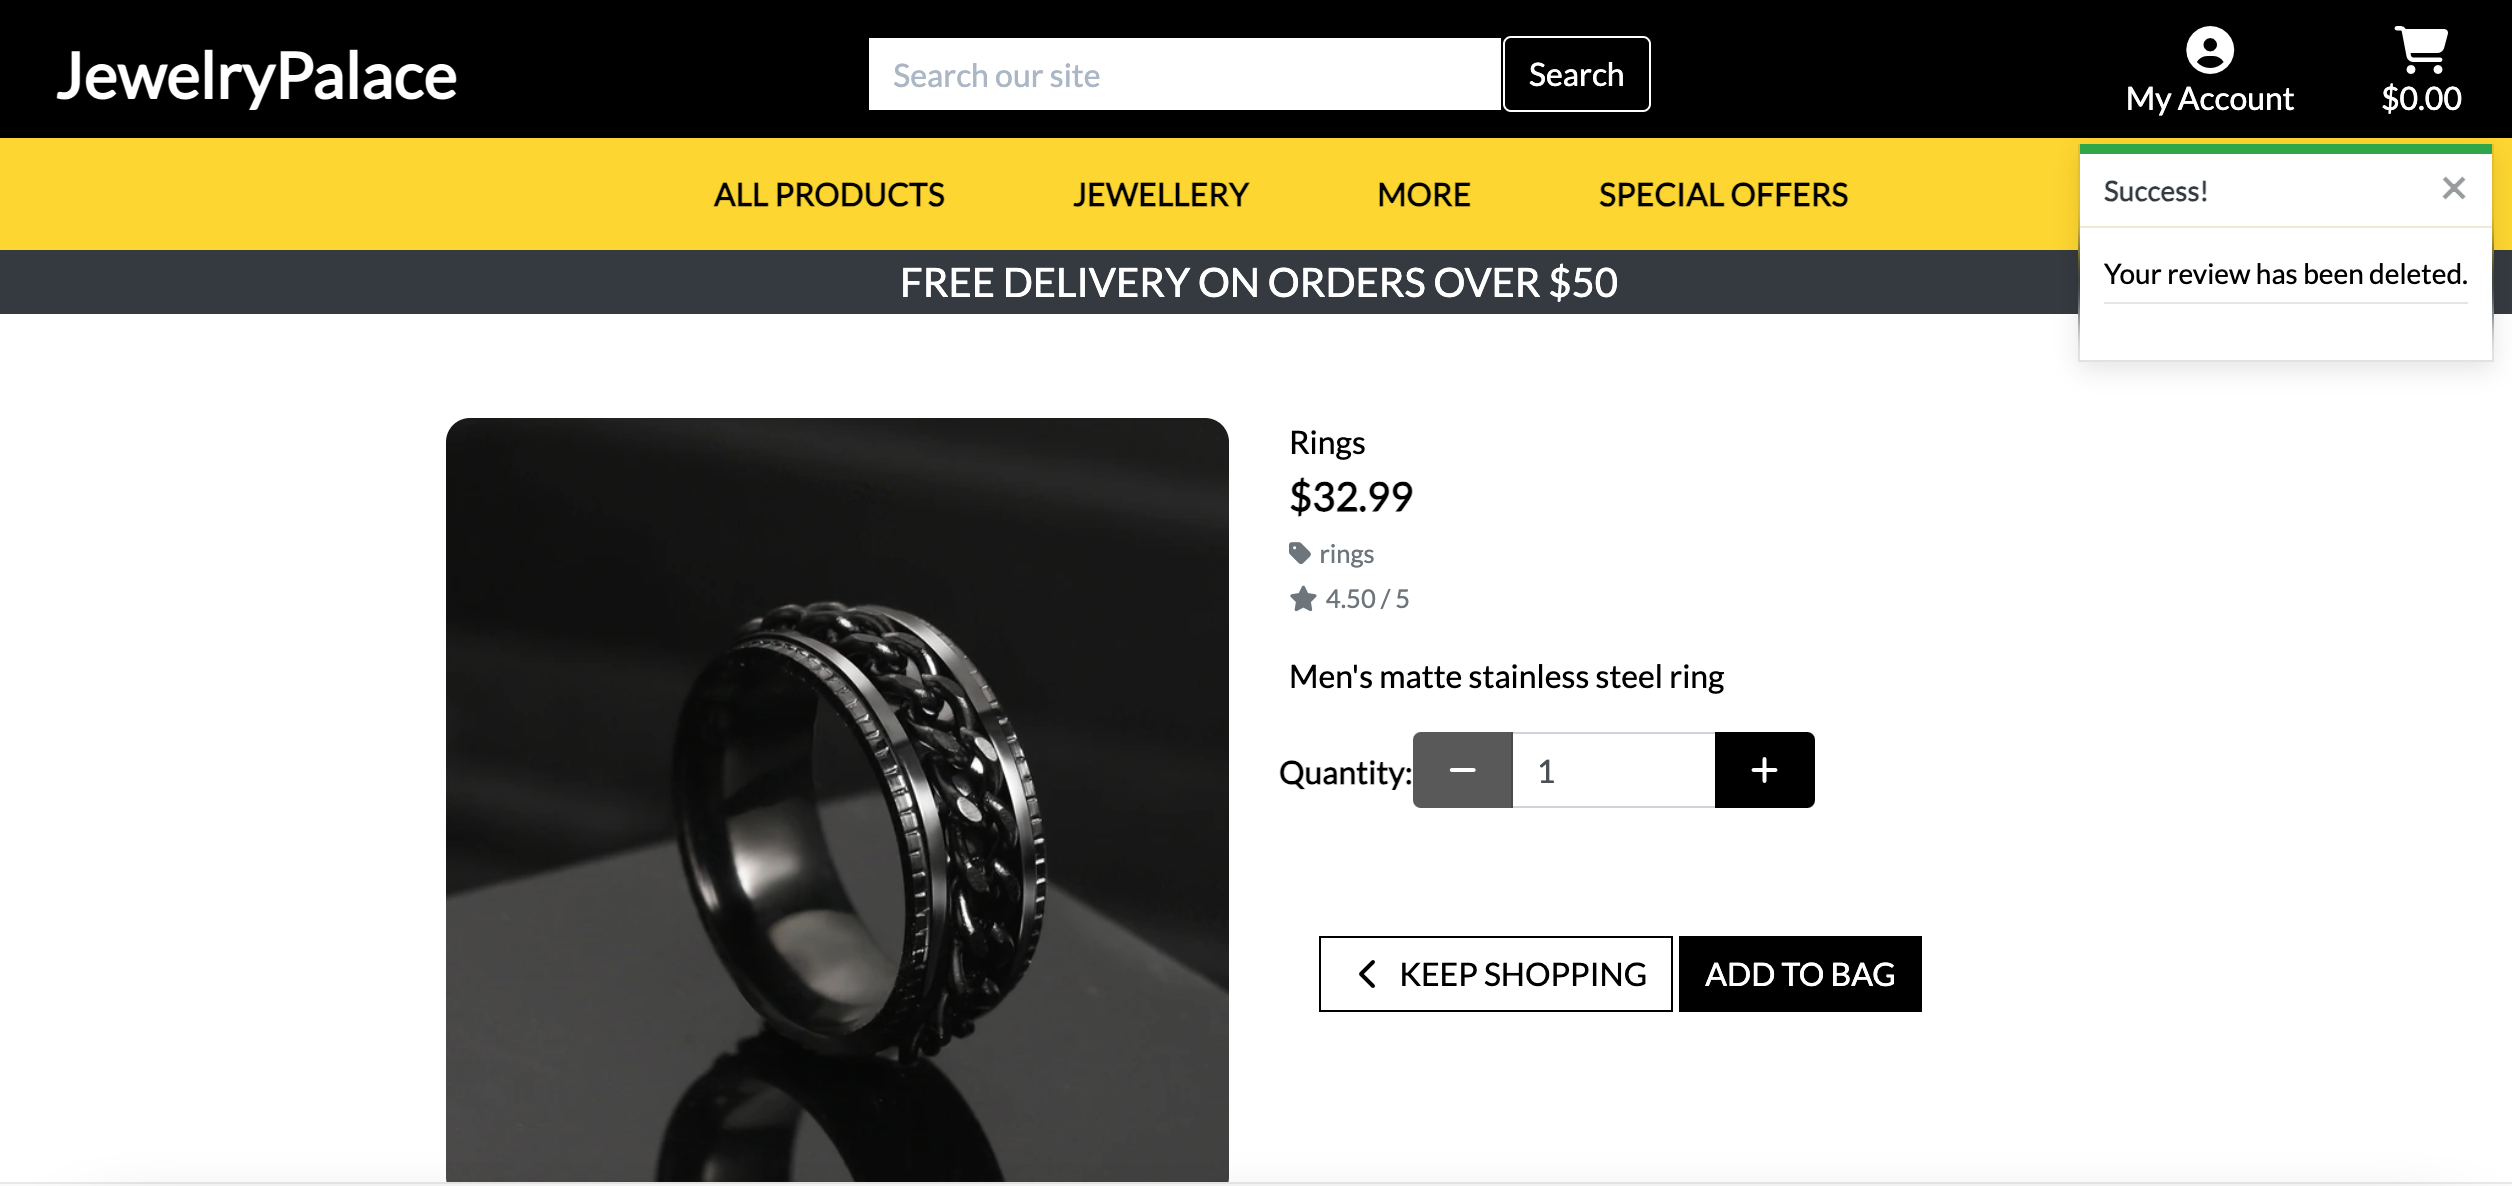 JewelryPalace
Search our site
Search
My Account
$0.00
ALL PRODUCTS
JEWELLERY
MORE
SPECIAL OFFERS
Success!
Your review has been deleted.
FREE DELIVERY ON ORDERS OVER $50
Rings
$32.99
rings
4.50 / 5
Men's matte stainless steel ring
Quantity:
1
KEEP SHOPPING
ADD TO BAG